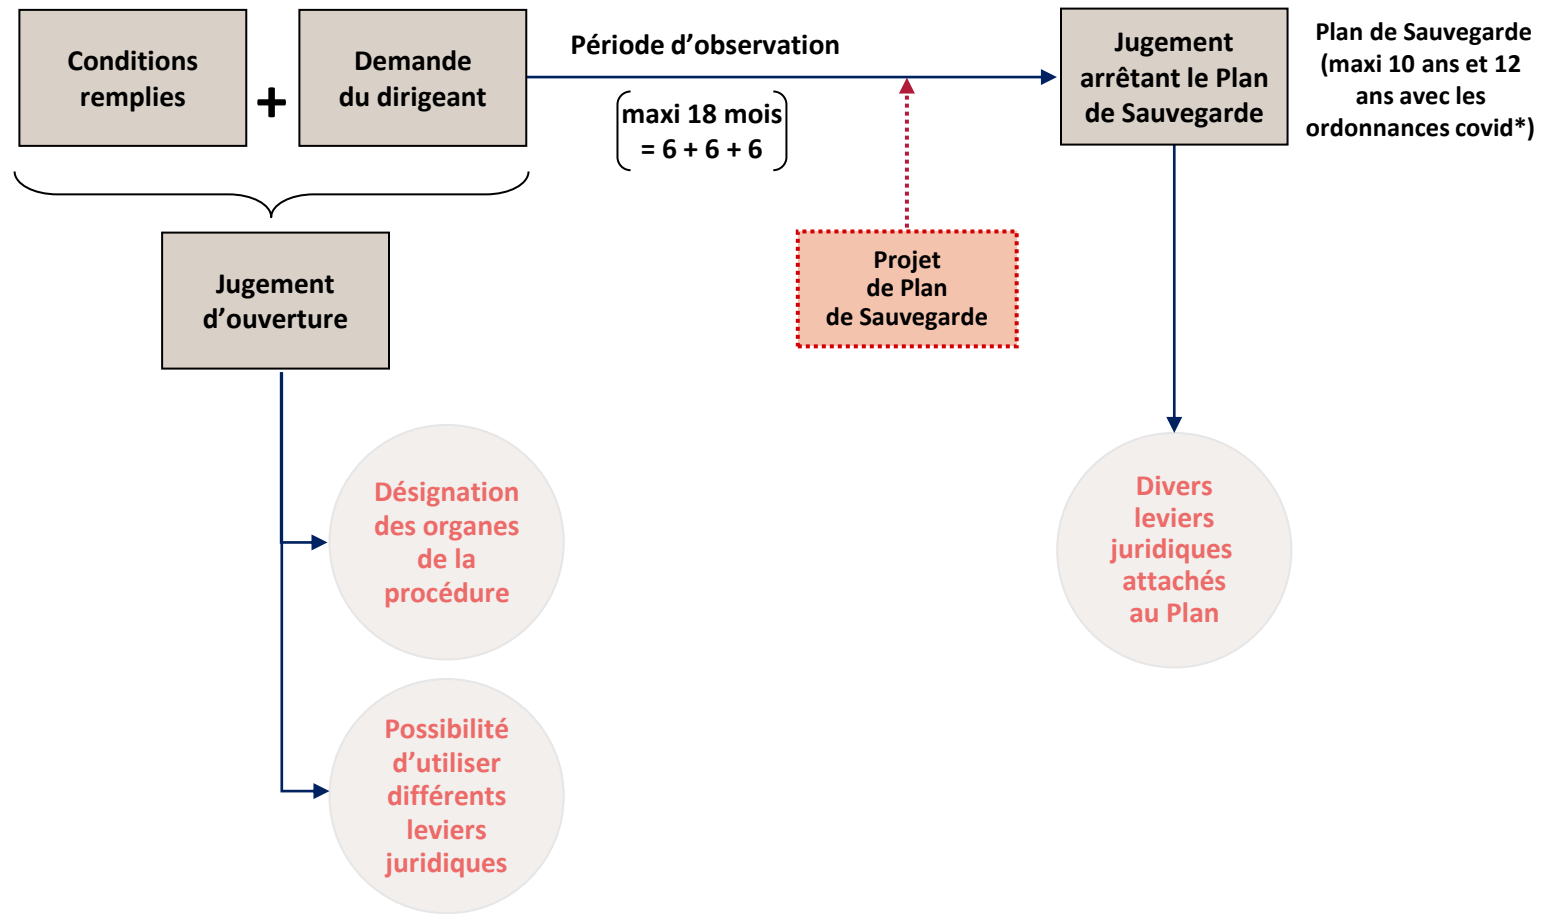 Conditions
remplies
+
Demande
du dirigeant
Période d’observation
maxi 18 mois
= 6 + 6 + 6
Jugement
arrêtant le Plan
de Sauvegarde
Plan de Sauvegarde
(maxi 10 ans et 12
ans avec les
ordonnances covid*)
Jugement
d’ouverture
Projet
de Plan
de Sauvegarde
Désignation
des organes
de la
procédure
Divers
leviers
juridiques
attachés
au Plan
Possibilité
d’utiliser
différents
leviers
juridiques